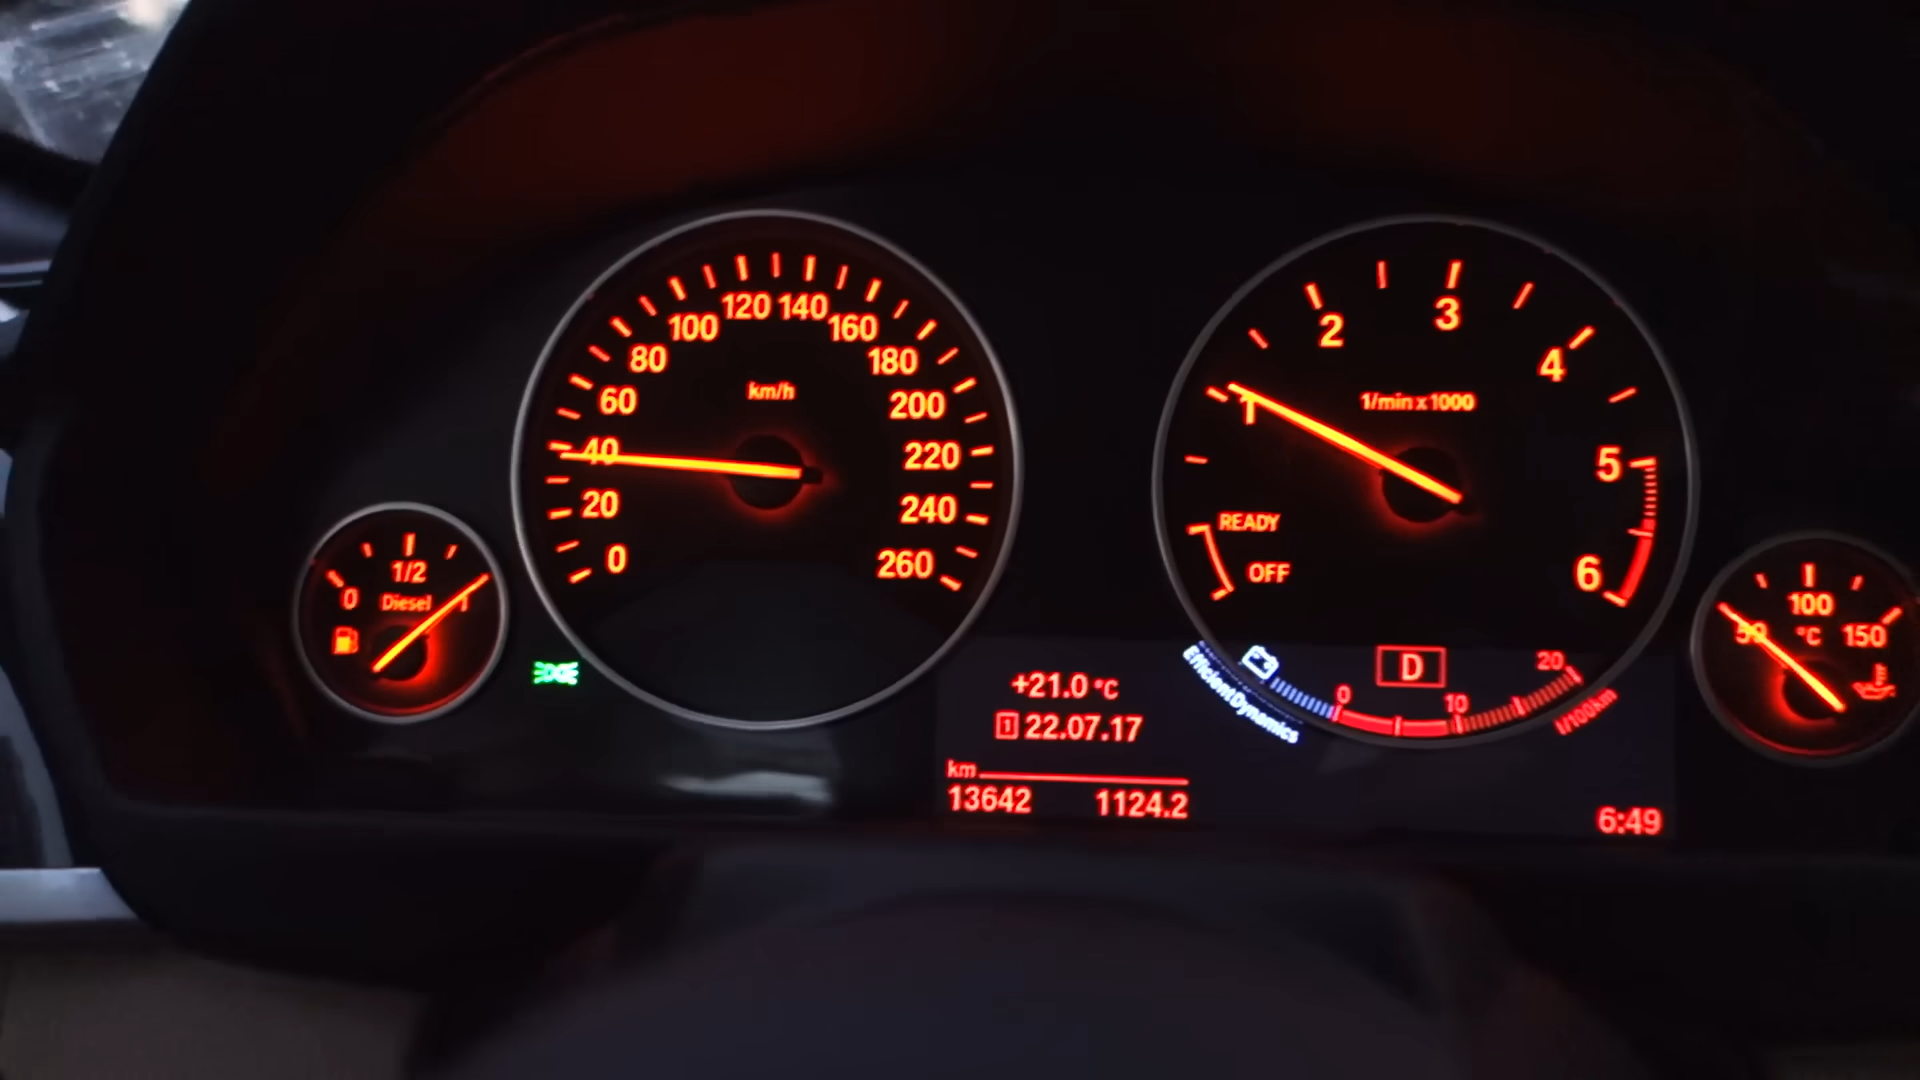 0
1/2
1
Diesel
0
20
40
60
80
100
120
140
160
180
200
220
240
260
km/h
1
2
3
4
5
6
1/min x 1000
READY
OFF
EfficientDynamics
0
10
20
l/100km
D
+21.0 °C
1 22.07.17
km
13642 1124.2
6:49
50
100
150
°C